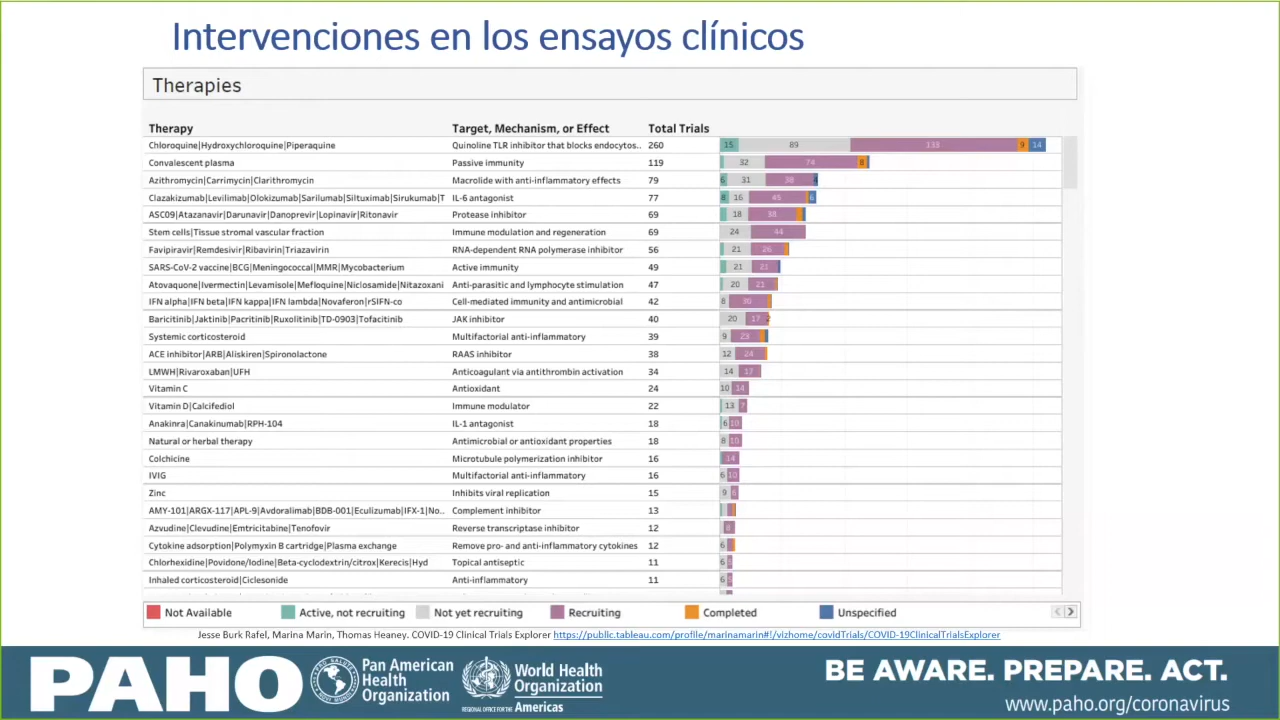 Intervenciones en los ensayos clínicos
Therapies
Therapy Target, Mechanism, or Effect Total Trials
Chloroquine|Hydroxychloroquine|Piperaquine Quinoline TLR inhibitor that blocks endocytos.. 260 15 89 133 9 14
Convalescent plasma Passive immunity 119 32 74 8
Azithromycin|Carrimycin|Clarithromycin Macrolide with anti-inflammatory effects 79 6 31 38 4
Clazakizumab|Levilimab|Olokizumab|Sarilumab|Siltuximab|Sirukumab|T IL-6 antagonist 77 8 16 45 6
ASC09|Atazanavir|Darunavir|Danoprevir|Lopinavir|Ritonavir Protease inhibitor 69 18 38
Stem cells|Tissue stromal vascular fraction Immune modulation and regeneration 69 24 44
Favipiravir|Remdesivir|Ribavirin|Triazavirin RNA-dependent RNA polymerase inhibitor 56 21 26
SARS-CoV-2 vaccine|BCG|Meningococcal|MMR|Mycobacterium Active immunity 49 21 21
Atovaquone|Ivermectin|Levamisole|Mefloquine|Niclosamide|Nitazoxani Anti-parasitic and lymphocyte stimulation 47 20 21
IFN alpha|IFN beta|IFN kappa|IFN lambda|Novaferon|rSIFN-co Cell-mediated immunity and antimicrobial 42 8 30
Baricitinib|Jaktinib|Pacritinib|Ruxolitinib|TD-0903|Tofacitinib JAK inhibitor 40 20 17 2
Systemic corticosteroid Multifactorial anti-inflammatory 39 9 23
ACE inhibitor|ARB|Aliskiren|Spironolactone RAAS inhibitor 38 12 24
LMWH|Rivaroxaban|UFH Anticoagulant via antithrombin activation 34 14 17
Vitamin C Antioxidant 24 10 14
Vitamin D|Calcifediol Immune modulator 22 13 7
Anakinra|Canakinumab|RPH-104 IL-1 antagonist 18 6 10
Natural or herbal therapy Antimicrobial or antioxidant properties 18 8 10
Colchicine Microtubule polymerization inhibitor 16 14
IVIG Multifactorial anti-inflammatory 16 6 10
Zinc Inhibits viral replication 15 9 6
AMY-101|ARGX-117|APL-9|Avdoralimab|BDB-001|Eculizumab|IFX-1|No.. Complement inhibitor 13
Azvudine|Clevudine|Emtricitabine|Tenofovir Reverse transcriptase inhibitor 12 8
Cytokine adsorption|Polymyxin B cartridge|Plasma exchange Remove pro- and anti-inflammatory cytokines 12 6
Chlorhexidine|Povidone/Iodine|Beta-cyclodextrin/citrox|Kerecis|Hyd Topical antiseptic 11 6
Inhaled corticosteroid|Ciclesonide Anti-inflammatory 11 6
Not Available Active, not recruiting Not yet recruiting Recruiting Completed Unspecified
Jesse Burk Rafel, Marina Marin, Thomas Heaney. COVID-19 Clinical Trials Explorer https://public.tableau.com/profile/marinamarin#!/vizhome/covidTrials/COVID-19ClinicalTrialsExplorer
PAHO
Pan American
Health
Organization
World Health
Organization
REGIONAL OFFICE FOR THE Americas
BE AWARE. PREPARE. ACT.
www.paho.org/coronavirus